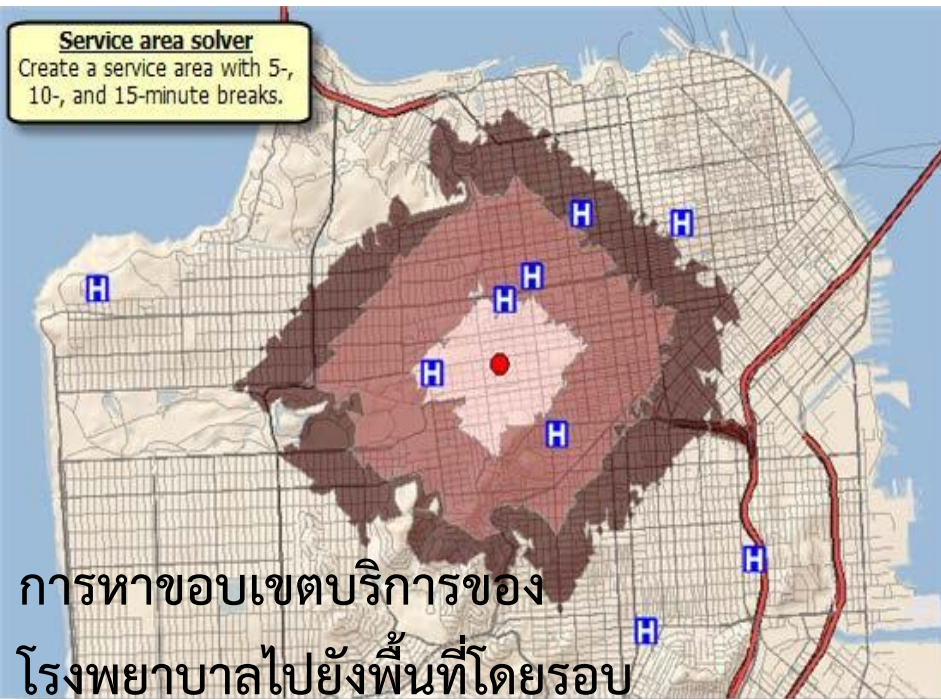 Service area solver
Create a service area with 5-,
10-, and 15-minute breaks.
H
H
H
H
H
H
H
H
H
การหาขอบเขตบริการของ
โรงพยาบาลไปยังพื้นที่โดยรอบ